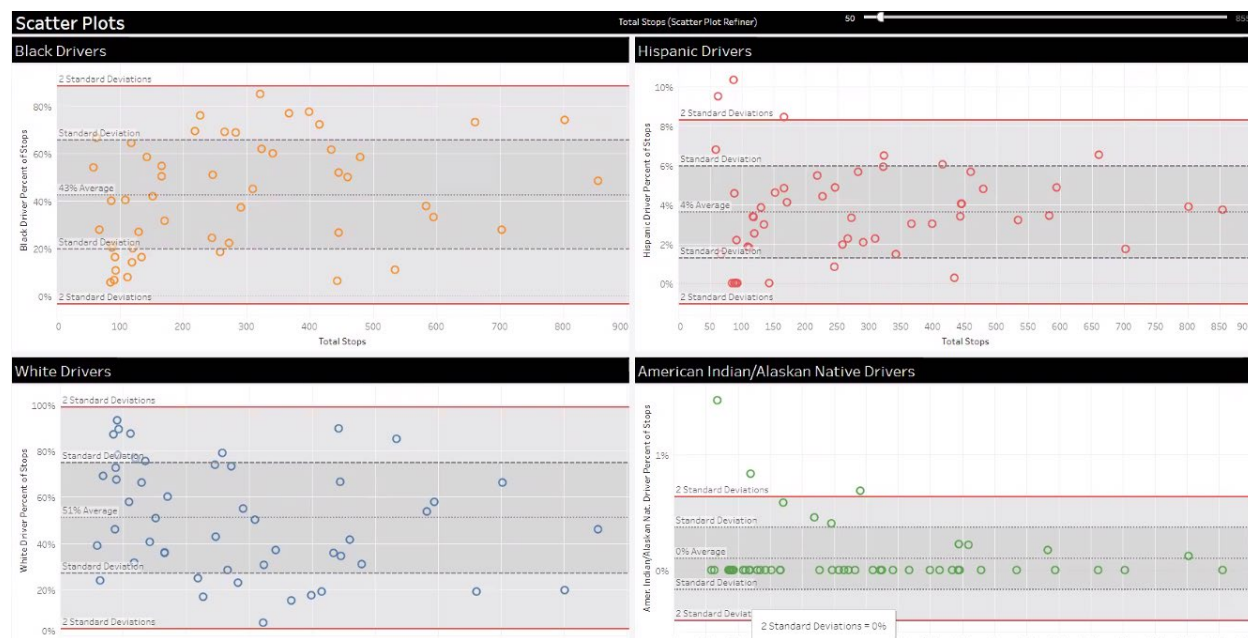 Scatter Plots
Total Stops (Scatter Plot Refiner)
50
855
Black Drivers
2 Standard Deviations
80%
Standard Deviation
60%
43% Average
40%
Standard Deviation
20%
0%
2 Standard Deviations
Black Driver Percent of Stops
0 100 200 300 400 500 600 700 800 900
Total Stops
Hispanic Drivers
10%
2 Standard Deviations
8%
Standard Deviation
6%
4% Average
4%
Standard Deviation
2%
0%
2 Standard Deviations
Hispanic Driver Percent of Stops
0 50 100 150 200 250 300 350 400 450 500 550 600 650 700 750 800 850 900
Total Stops
White Drivers
100%
2 Standard Deviations
80%
Standard Deviation
60%
51% Average
40%
Standard Deviation
20%
2 Standard Deviations
0%
White Driver Percent of Stops
American Indian/Alaskan Native Drivers
1%
2 Standard Deviations
Standard Deviation
0% Average
0%
Standard Deviation
2 Standard Deviat
2 Standard Deviations = 0%
Amer. Indian/Alaskan Nat. Driver Percent of Stops